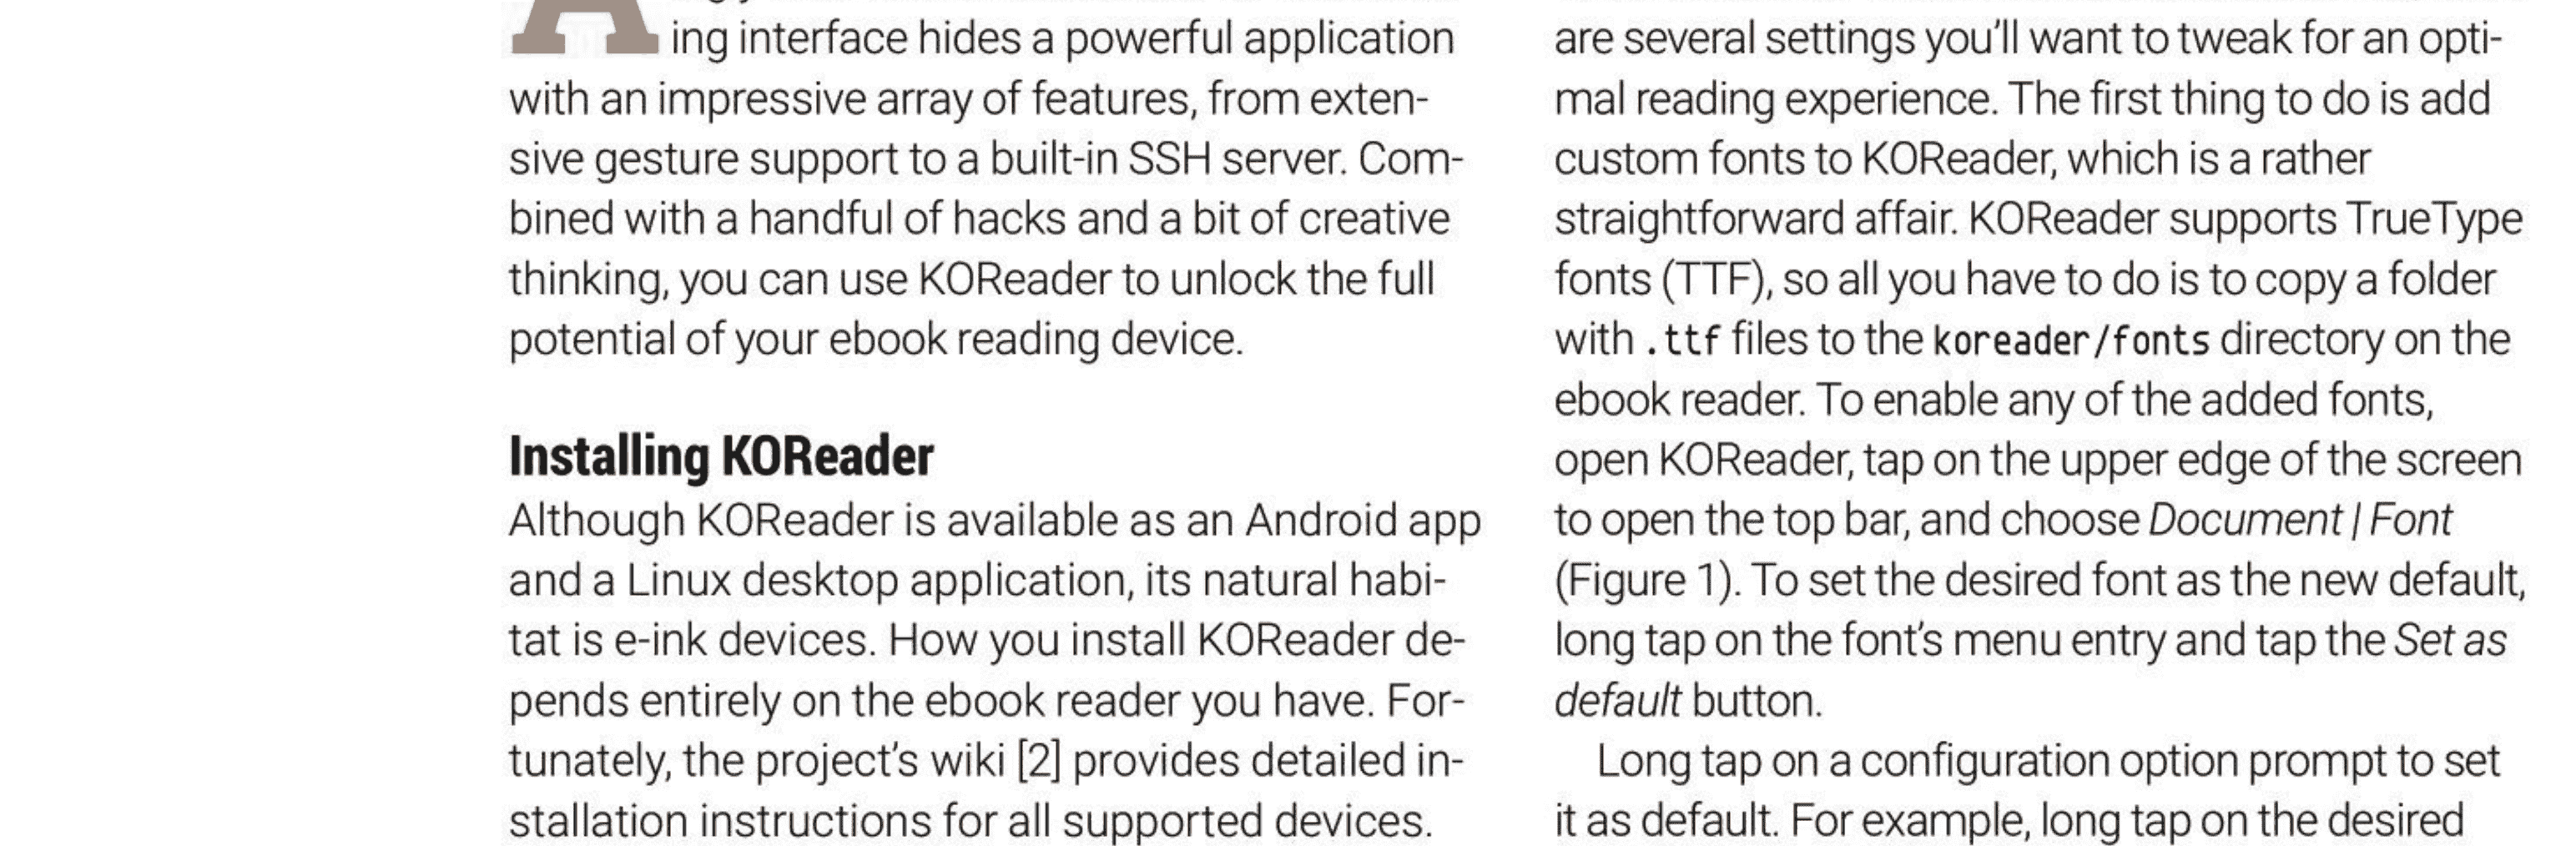 A
ing interface hides a powerful application
with an impressive array of features, from exten-
sive gesture support to a built-in SSH server. Com-
bined with a handful of hacks and a bit of creative
thinking, you can use KOReader to unlock the full
potential of your ebook reading device.
Installing KOReader
Although KOReader is available as an Android app
and a Linux desktop application, its natural habi-
tat is e-ink devices. How you install KOReader de-
pends entirely on the ebook reader you have. For-
tunately, the project's wiki [2] provides detailed in-
stallation instructions for all supported devices.
are several settings you'll want to tweak for an opti-
mal reading experience. The first thing to do is add
custom fonts to KOReader, which is a rather
straightforward affair. KOReader supports TrueType
fonts (TTF), so all you have to do is to copy a folder
with .ttf files to the koreader/fonts directory on the
ebook reader. To enable any of the added fonts,
open KOReader, tap on the upper edge of the screen
to open the top bar, and choose Document | Font
(Figure 1). To set the desired font as the new default,
long tap on the font's menu entry and tap the Set as
default button.
Long tap on a configuration option prompt to set
it as default. For example, long tap on the desired